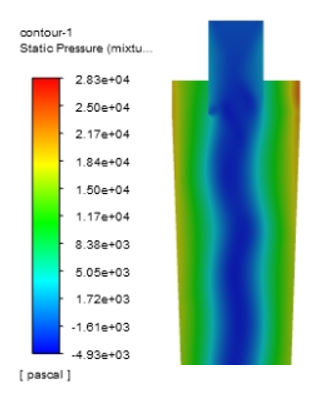 contour-1
Static Pressure (mixtu...
2.83e+04
2.50e+04
2.17e+04
1.84e+04
1.50e+04
1.17e+04
8.38e+03
5.05e+03
1.72e+03
-1.61e+03
-4.93e+03
[ pascal ]